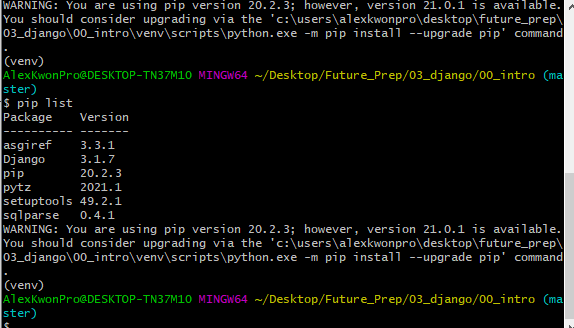 WARNING: You are using pip version 20.2.3; however, version 21.0.1 is available.
You should consider upgrading via the 'c:\users\alexkwonpro\desktop\future_prep\
03_django\00_intro\venv\scripts\python.exe -m pip install --upgrade pip' command
.
(venv)
AlexKwonPro@DESKTOP-TN37M1O MINGW64 ~/Desktop/Future_Prep/03_django/00_intro (ma
ster)
$ pip list
Package    Version
---------- -------
asgiref    3.3.1
Django     3.1.7
pip        20.2.3
pytz       2021.1
setuptools 49.2.1
sqlparse   0.4.1
WARNING: You are using pip version 20.2.3; however, version 21.0.1 is available.
You should consider upgrading via the 'c:\users\alexkwonpro\desktop\future_prep\
03_django\00_intro\venv\scripts\python.exe -m pip install --upgrade pip' command
.
(venv)
AlexKwonPro@DESKTOP-TN37M1O MINGW64 ~/Desktop/Future_Prep/03_django/00_intro (ma
ster)
$